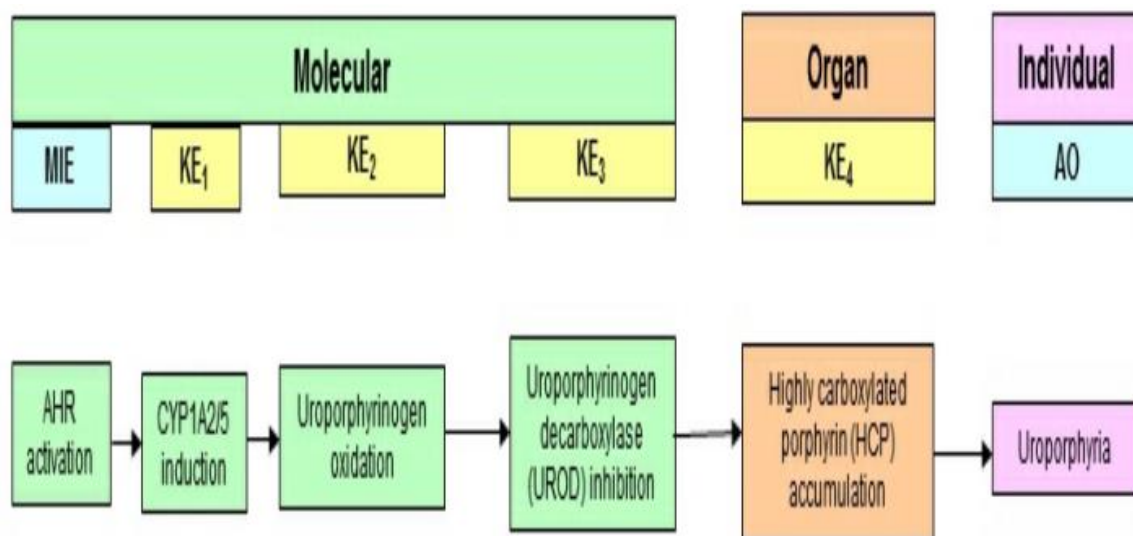 Molecular
Organ
Individual
MIE
KE₁
KE₂
KE₃
KE₄
AO
AHR
activation
CYP1A2/5
induction
Uroporphyrinogen
oxidation
Uroporphyrinogen
decarboxylase
(UROD) inhibition
Highly carboxylated
porphyrin (HCP)
accumulation
Uroporphyria